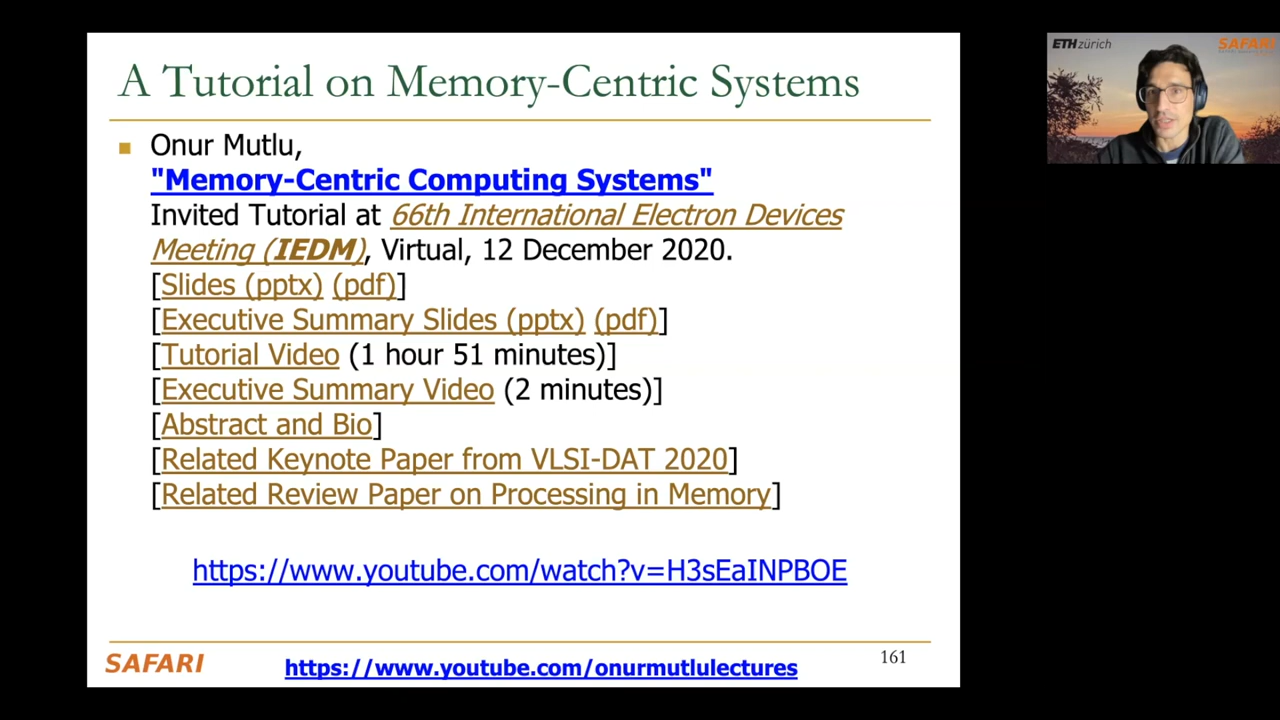 A Tutorial on Memory-Centric Systems
Onur Mutlu,
"Memory-Centric Computing Systems"
Invited Tutorial at 66th International Electron Devices
Meeting (IEDM), Virtual, 12 December 2020.
[Slides (pptx) (pdf)]
[Executive Summary Slides (pptx) (pdf)]
[Tutorial Video (1 hour 51 minutes)]
[Executive Summary Video (2 minutes)]
[Abstract and Bio]
[Related Keynote Paper from VLSI-DAT 2020]
[Related Review Paper on Processing in Memory]
https://www.youtube.com/watch?v=H3sEaINPBOE
SAFARI
https://www.youtube.com/onurmutlulectures
161
ETH zürich
SAFARI